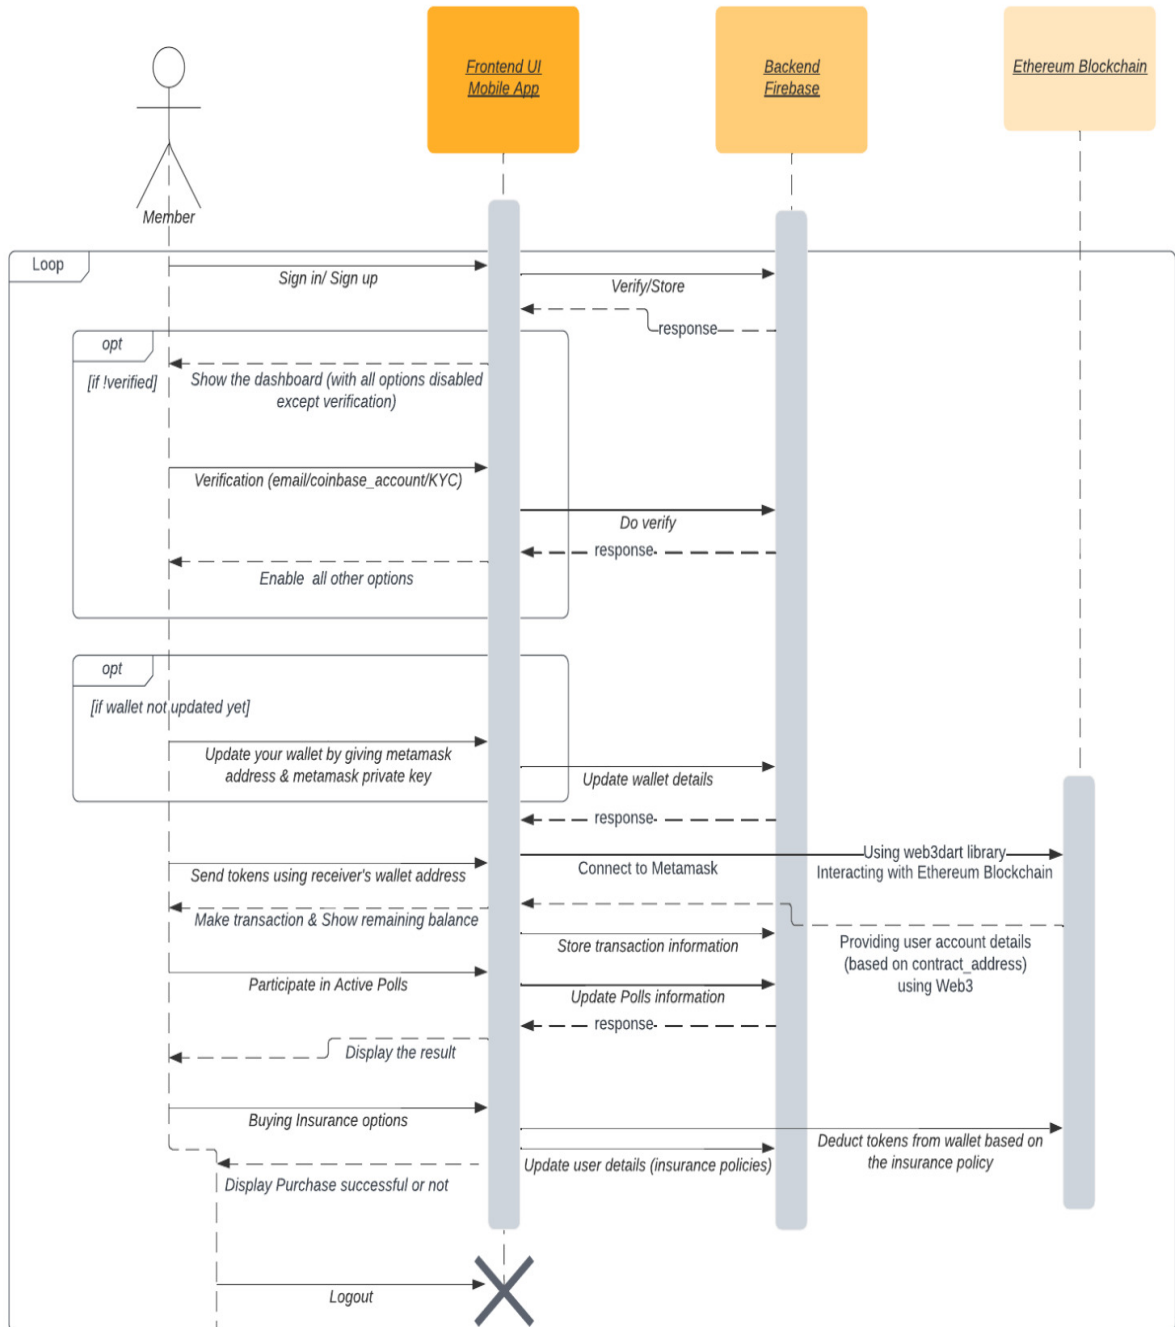 Frontend UI
Mobile App
Backend
Firebase
Ethereum Blockchain
Member
Loop
Sign in/ Sign up
Verify/Store
response
opt
[if !verified]
Show the dashboard (with all options disabled
except verification)
Verification (email/coinbase_account/KYC)
Do verify
response
Enable all other options
opt
[if wallet not updated yet]
Update your wallet by giving metamask
address & metamask private key
Update wallet details
response
Send tokens using receiver's wallet address
Connect to Metamask
Using web3dart library
Interacting with Ethereum Blockchain
Make transaction & Show remaining balance
Store transaction information
Providing user account details
(based on contract_address)
using Web3
Participate in Active Polls
Update Polls information
response
Display the result
Buying Insurance options
Deduct tokens from wallet based on
the insurance policy
Update user details (insurance policies)
Display Purchase successful or not
Logout